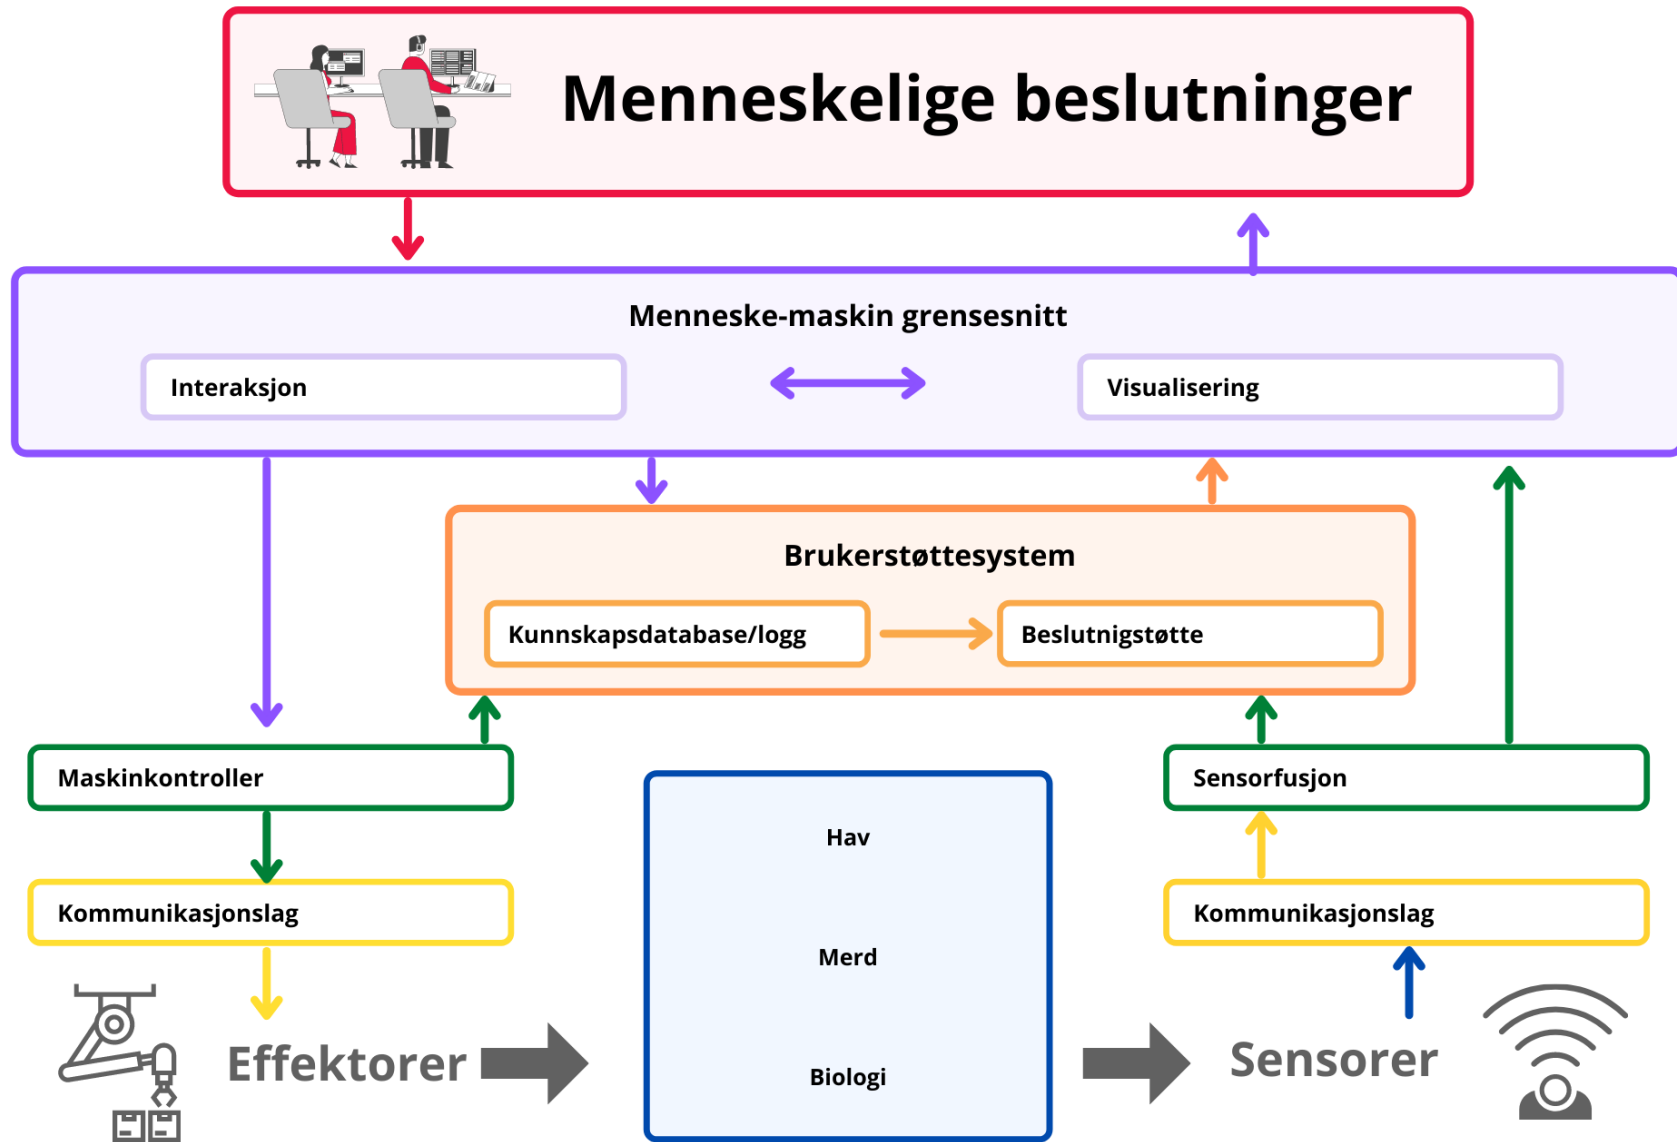 Menneskelige beslutninger
Menneske-maskin grensesnitt
Interaksjon
Visualisering
Brukerstøttesystem
Kunnskapsdatabase/logg
Beslutnigstøtte
Maskinkontroller
Sensorfusjon
Hav
Kommunikasjonslag
Kommunikasjonslag
Merd
Effektorer
Sensorer
Biologi